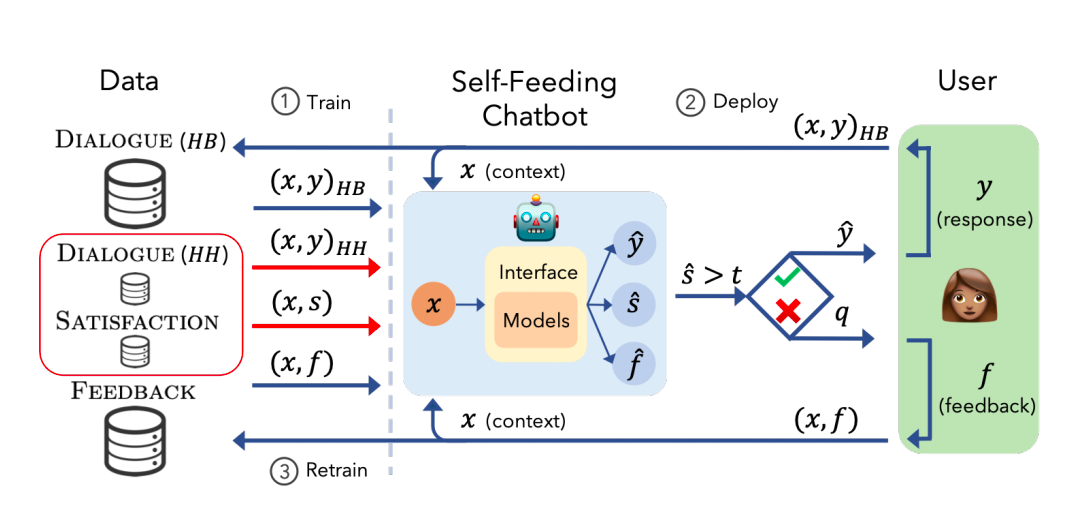 Data
Self-Feeding
Chatbot
User
① Train
② Deploy
DIALOGUE (HB)
(x, y)HB
x (context)
(x, y)HB
DIALOGUE (HH)
(x, y)HH
SATISFACTION
(x, s)
FEEDBACK
(x, f)
x
Interface
Models
ŷ
ŝ
f̂
ŝ > t
ŷ
q
y
(response)
f
(feedback)
x (context)
(x, f)
③ Retrain